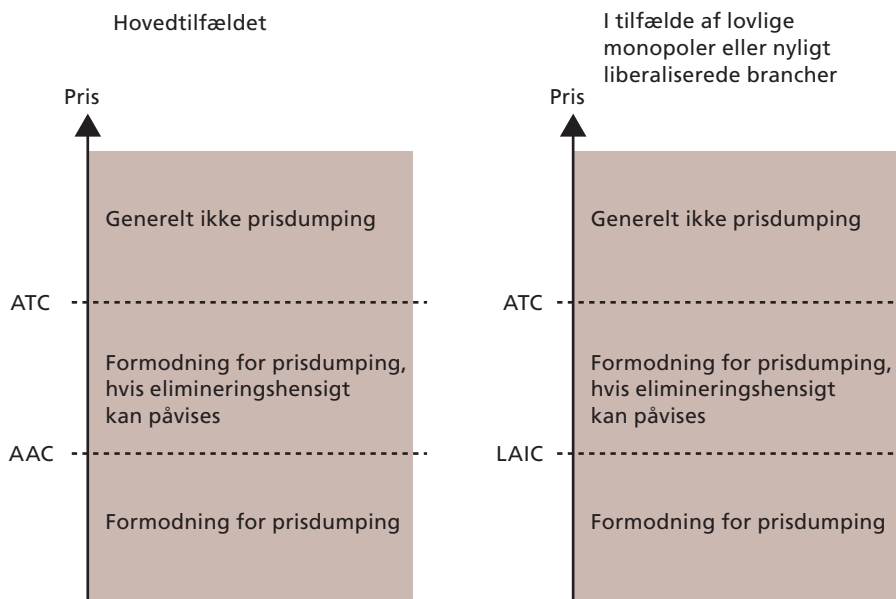 Hovedtilfældet
Pris
Generelt ikke prisdumping
ATC
Formodning for prisdumping,
hvis elimineringshensigt
kan påvises
AAC
Formodning for prisdumping
I tilfælde af lovlige
monopoler eller nyligt
liberaliserede brancher
Pris
Generelt ikke prisdumping
ATC
Formodning for prisdumping,
hvis elimineringshensigt
kan påvises
LAIC
Formodning for prisdumping